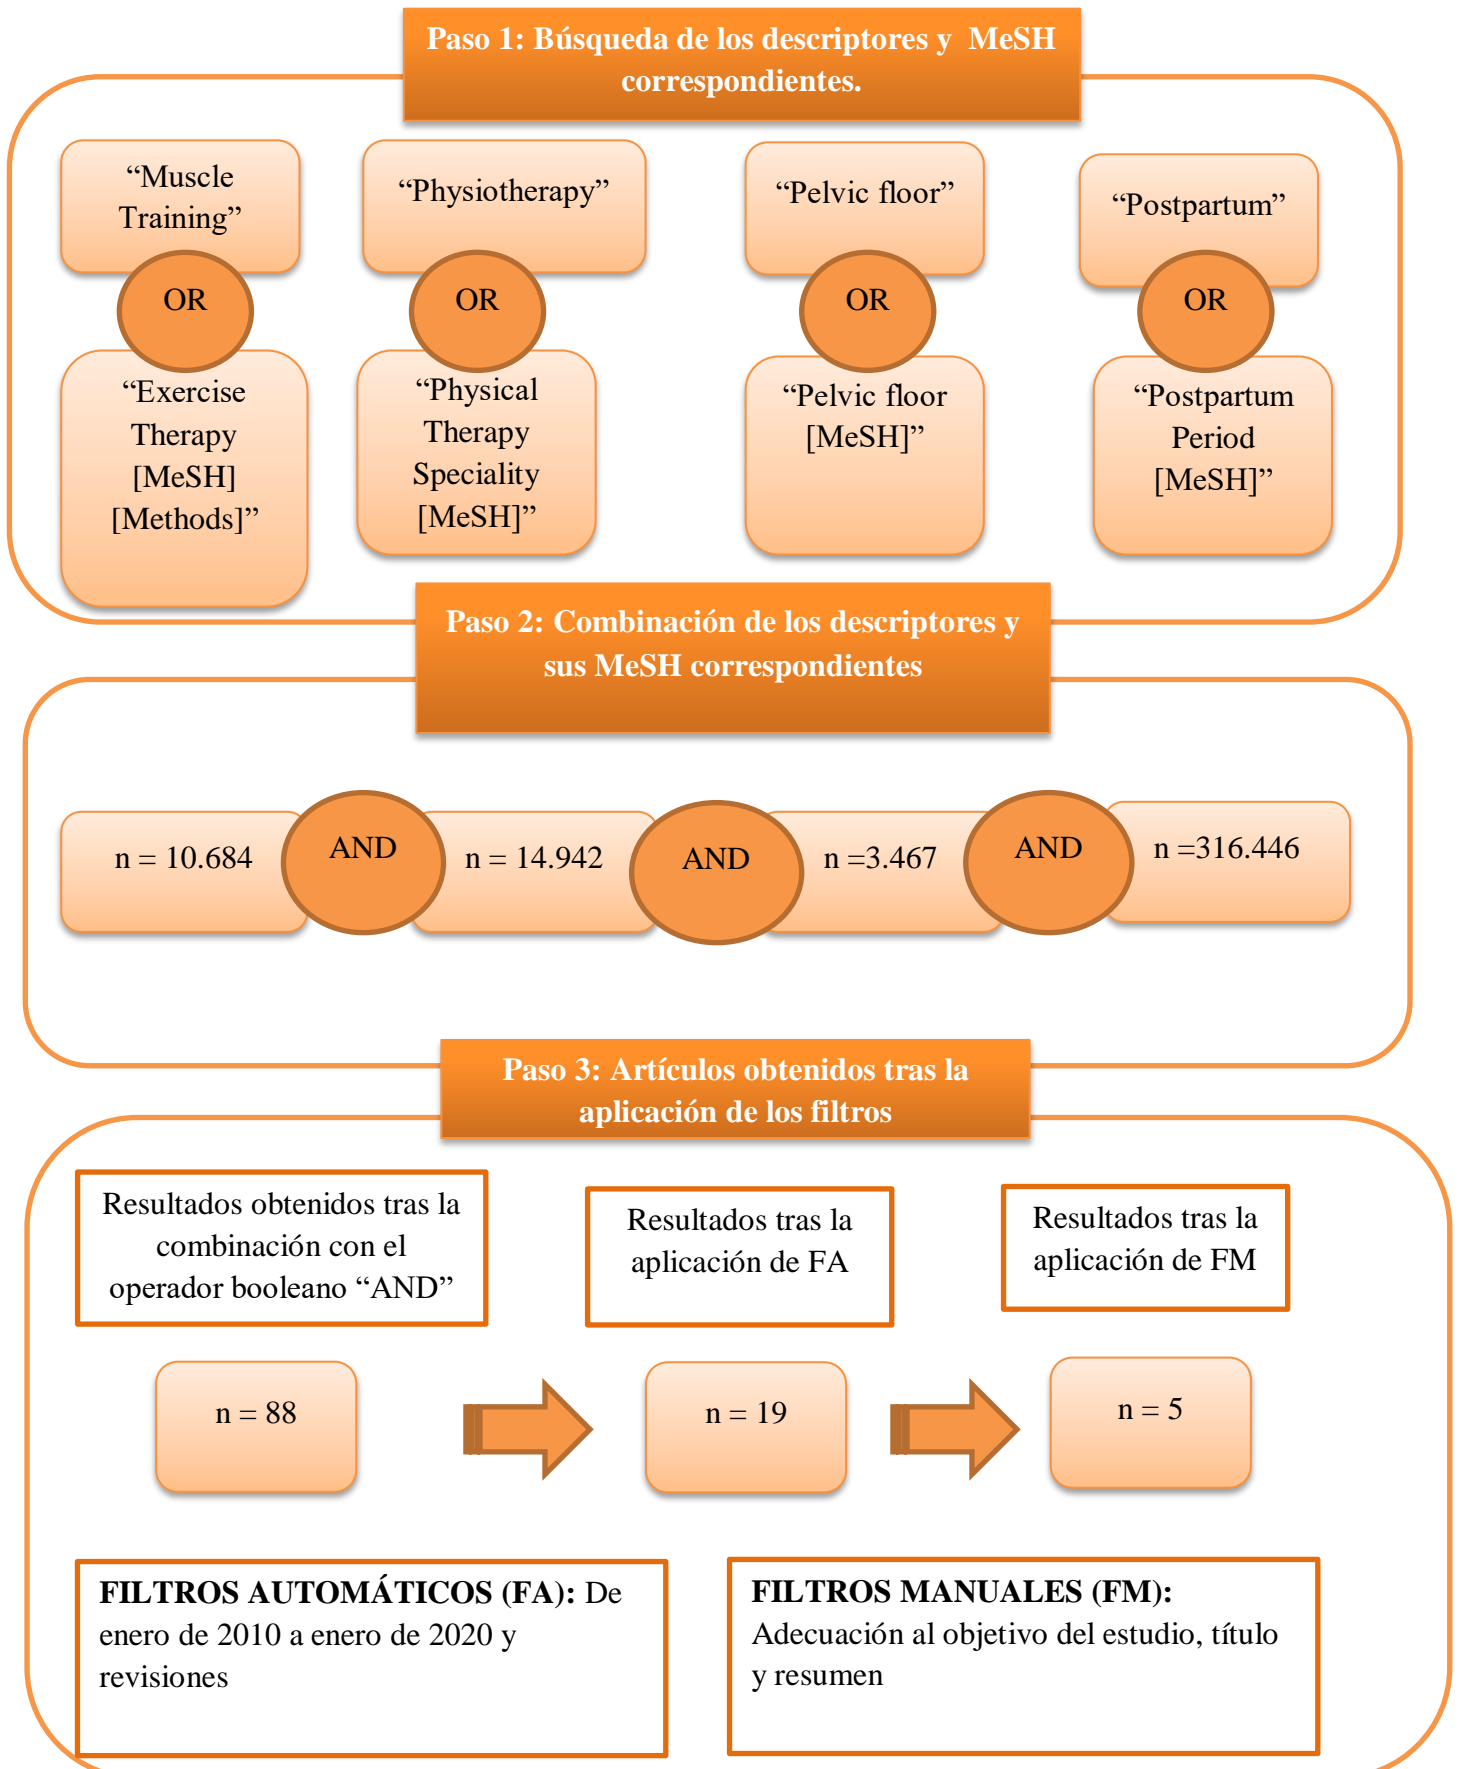 Paso 1: Búsqueda de los descriptores y  MeSH
correspondientes.
“Muscle
Training”
“Physiotherapy”
“Pelvic floor”
“Postpartum”
OR
OR
OR
OR
“Exercise
Therapy
[MeSH]
[Methods]”
“Physical
Therapy
Speciality
[MeSH]”
“Pelvic floor
[MeSH]”
“Postpartum
Period
[MeSH]”
Paso 2: Combinación de los descriptores y
sus MeSH correspondientes
n = 10.684
AND
n = 14.942
AND
n =3.467
AND
n =316.446
Paso 3: Artículos obtenidos tras la
aplicación de los filtros
Resultados obtenidos tras la
combinación con el
operador booleano “AND”
Resultados tras la
aplicación de FA
Resultados tras la
aplicación de FM
n = 88
n = 19
n = 5
FILTROS AUTOMÁTICOS (FA): De
enero de 2010 a enero de 2020 y
revisiones
FILTROS MANUALES (FM):
Adecuación al objetivo del estudio, título
y resumen